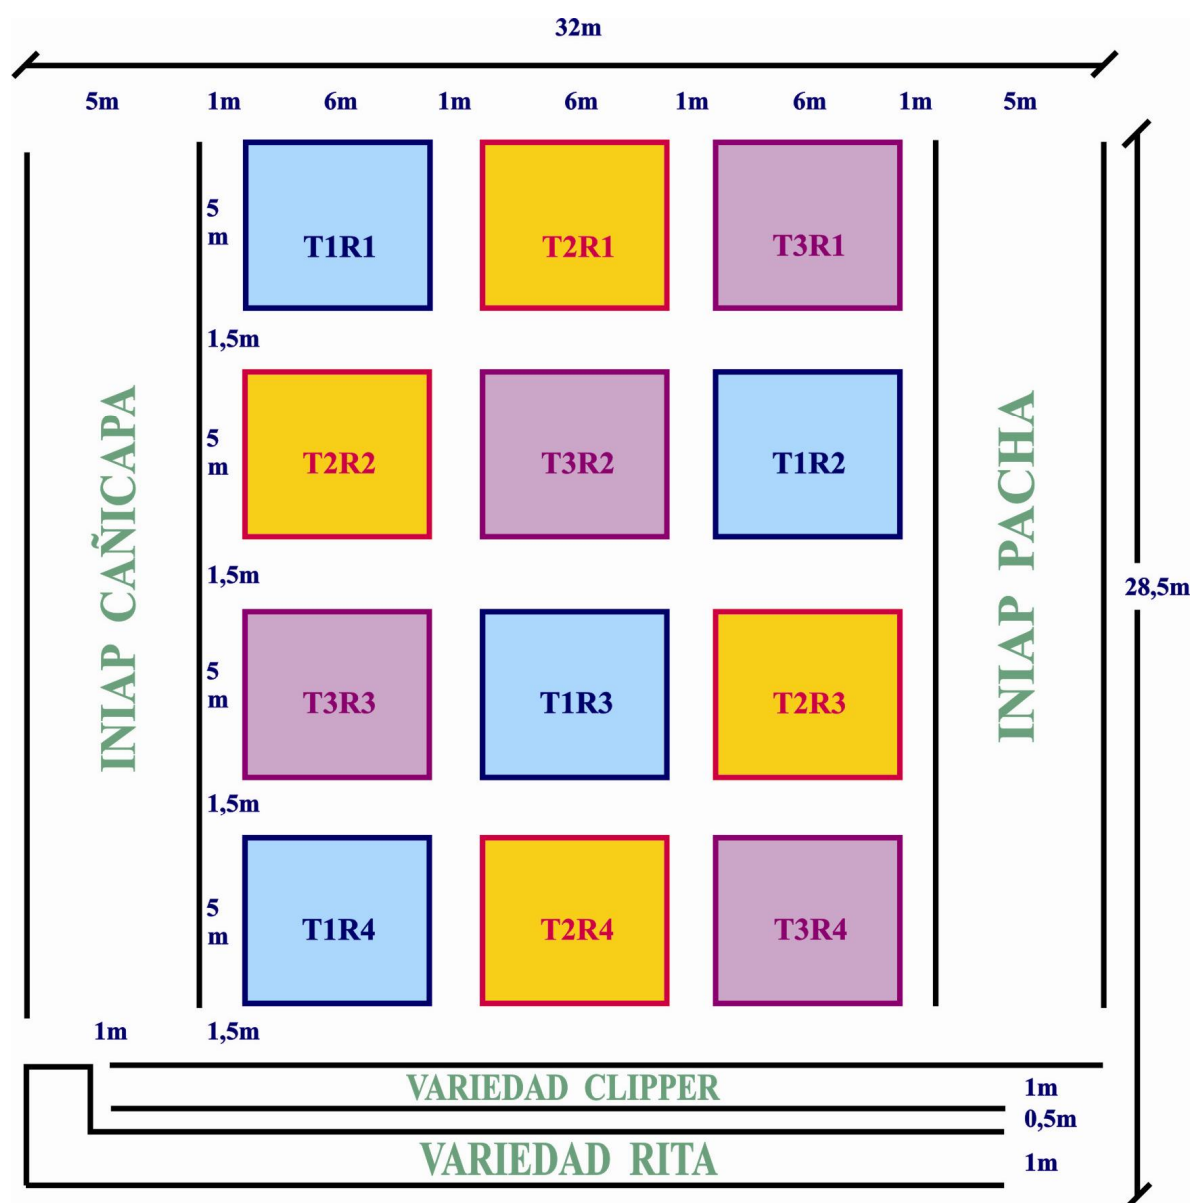 32m
5m 1m 6m 1m 6m 1m 6m 1m 5m
5
m
T1R1 T2R1 T3R1
1,5m
5
m
T2R2 T3R2 T1R2
INIAP CAÑICAPA
INIAP PACHA
1,5m
28,5m
5
m
T3R3 T1R3 T2R3
1,5m
5
m
T1R4 T2R4 T3R4
1m 1,5m
VARIEDAD CLIPPER 1m
0,5m
VARIEDAD RITA 1m